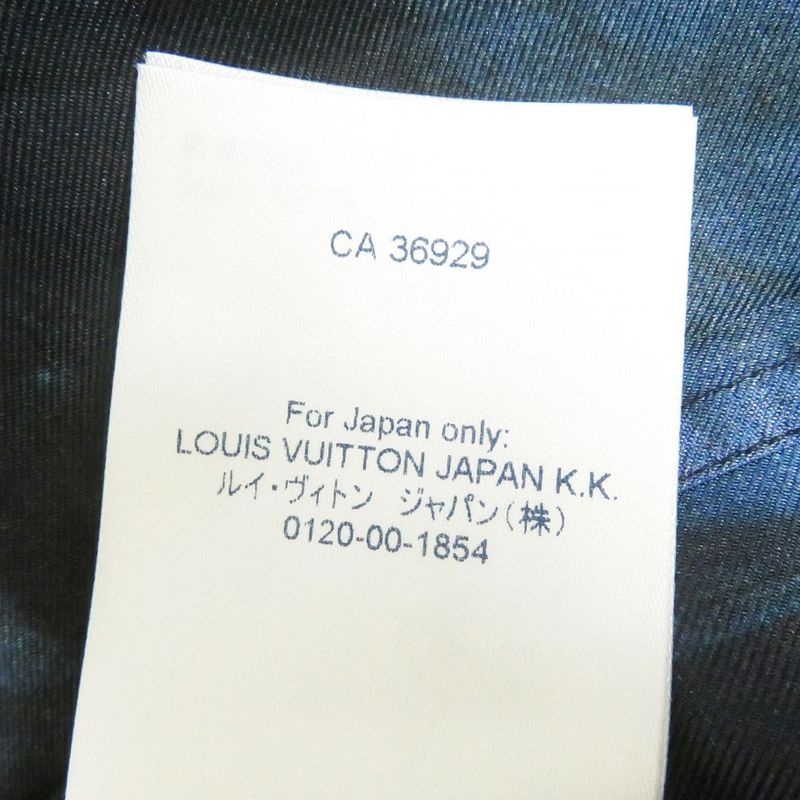 CA 36929
For Japan only:
LOUIS VUITTON JAPAN K.K.
ルイ・ヴィトン ジャパン(株)
0120-00-1854